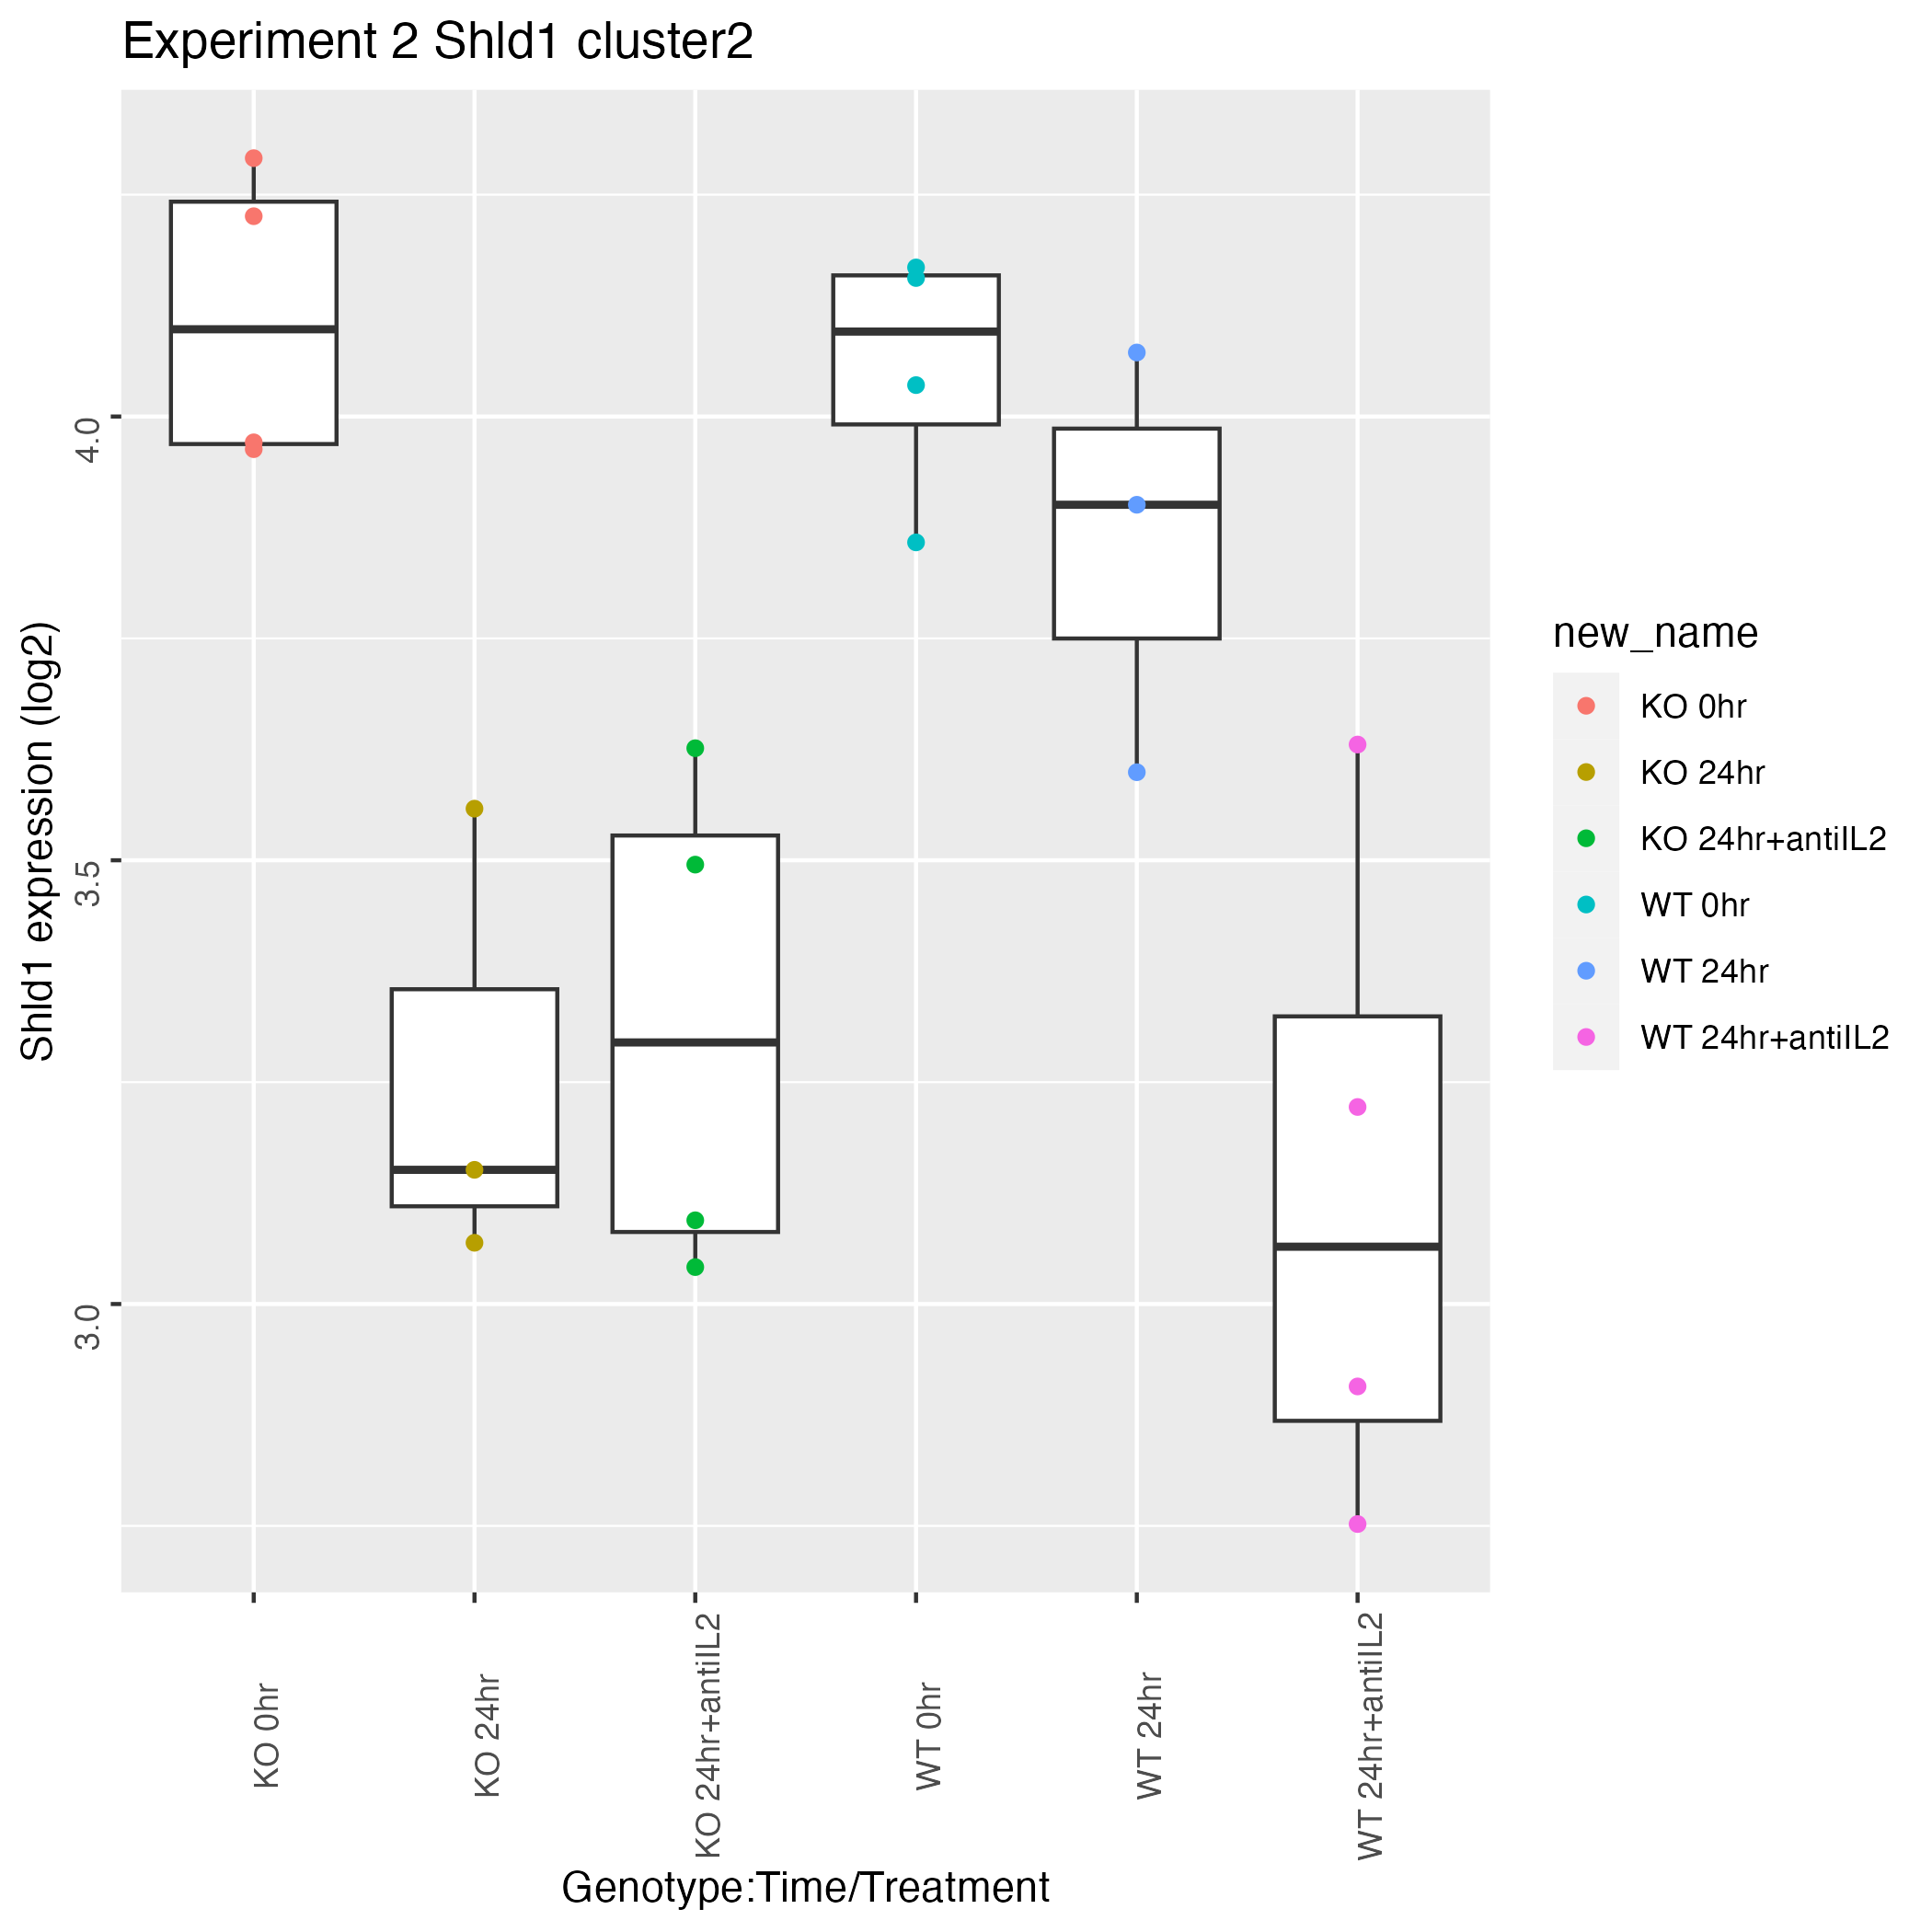 Experiment 2 Shld1 cluster2
Shld1 expression (log2)
4.0
3.5
3.0
KO 0hr
KO 24hr
KO 24hr+antiIL2
WT 0hr
WT 24hr
WT 24hr+antiIL2
Genotype:Time/Treatment
new_name
KO 0hr
KO 24hr
KO 24hr+antiIL2
WT 0hr
WT 24hr
WT 24hr+antiIL2